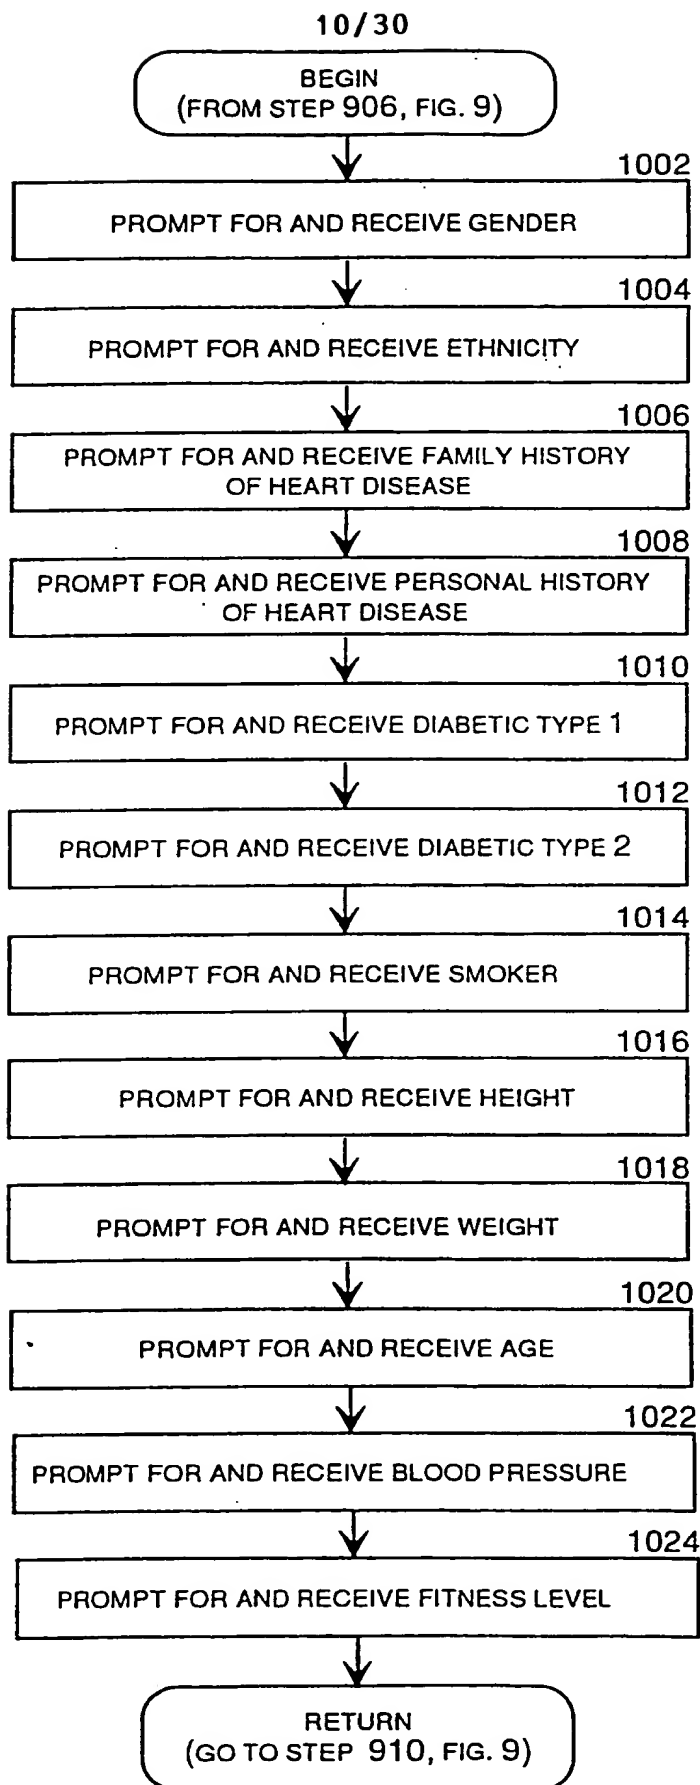 10/30
BEGIN
(FROM STEP 906, FIG. 9)
1002
PROMPT FOR AND RECEIVE GENDER
1004
PROMPT FOR AND RECEIVE ETHNICITY
1006
PROMPT FOR AND RECEIVE FAMILY HISTORY
OF HEART DISEASE
1008
PROMPT FOR AND RECEIVE PERSONAL HISTORY
OF HEART DISEASE
1010
PROMPT FOR AND RECEIVE DIABETIC TYPE 1
1012
PROMPT FOR AND RECEIVE DIABETIC TYPE 2
1014
PROMPT FOR AND RECEIVE SMOKER
1016
PROMPT FOR AND RECEIVE HEIGHT
1018
PROMPT FOR AND RECEIVE WEIGHT
1020
PROMPT FOR AND RECEIVE AGE
1022
PROMPT FOR AND RECEIVE BLOOD PRESSURE
1024
PROMPT FOR AND RECEIVE FITNESS LEVEL
RETURN
(GO TO STEP 910, FIG. 9)